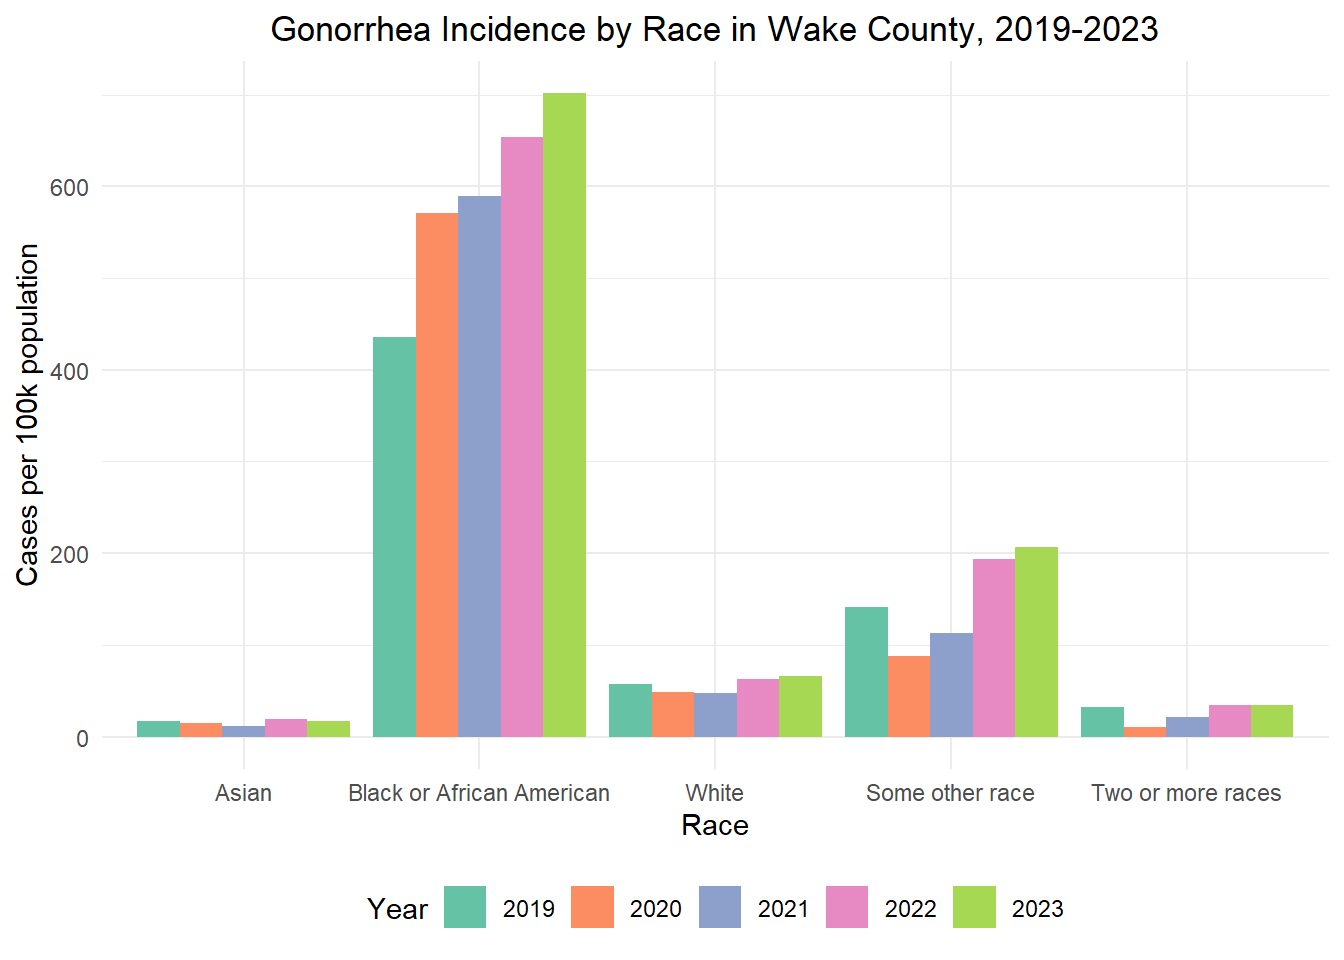 Gonorrhea Incidence by Race in Wake County, 2019-2023
Cases per 100k population
600
400
200
0
Asian
Black or African American
White
Some other race
Two or more races
Race
Year
2019
2020
2021
2022
2023